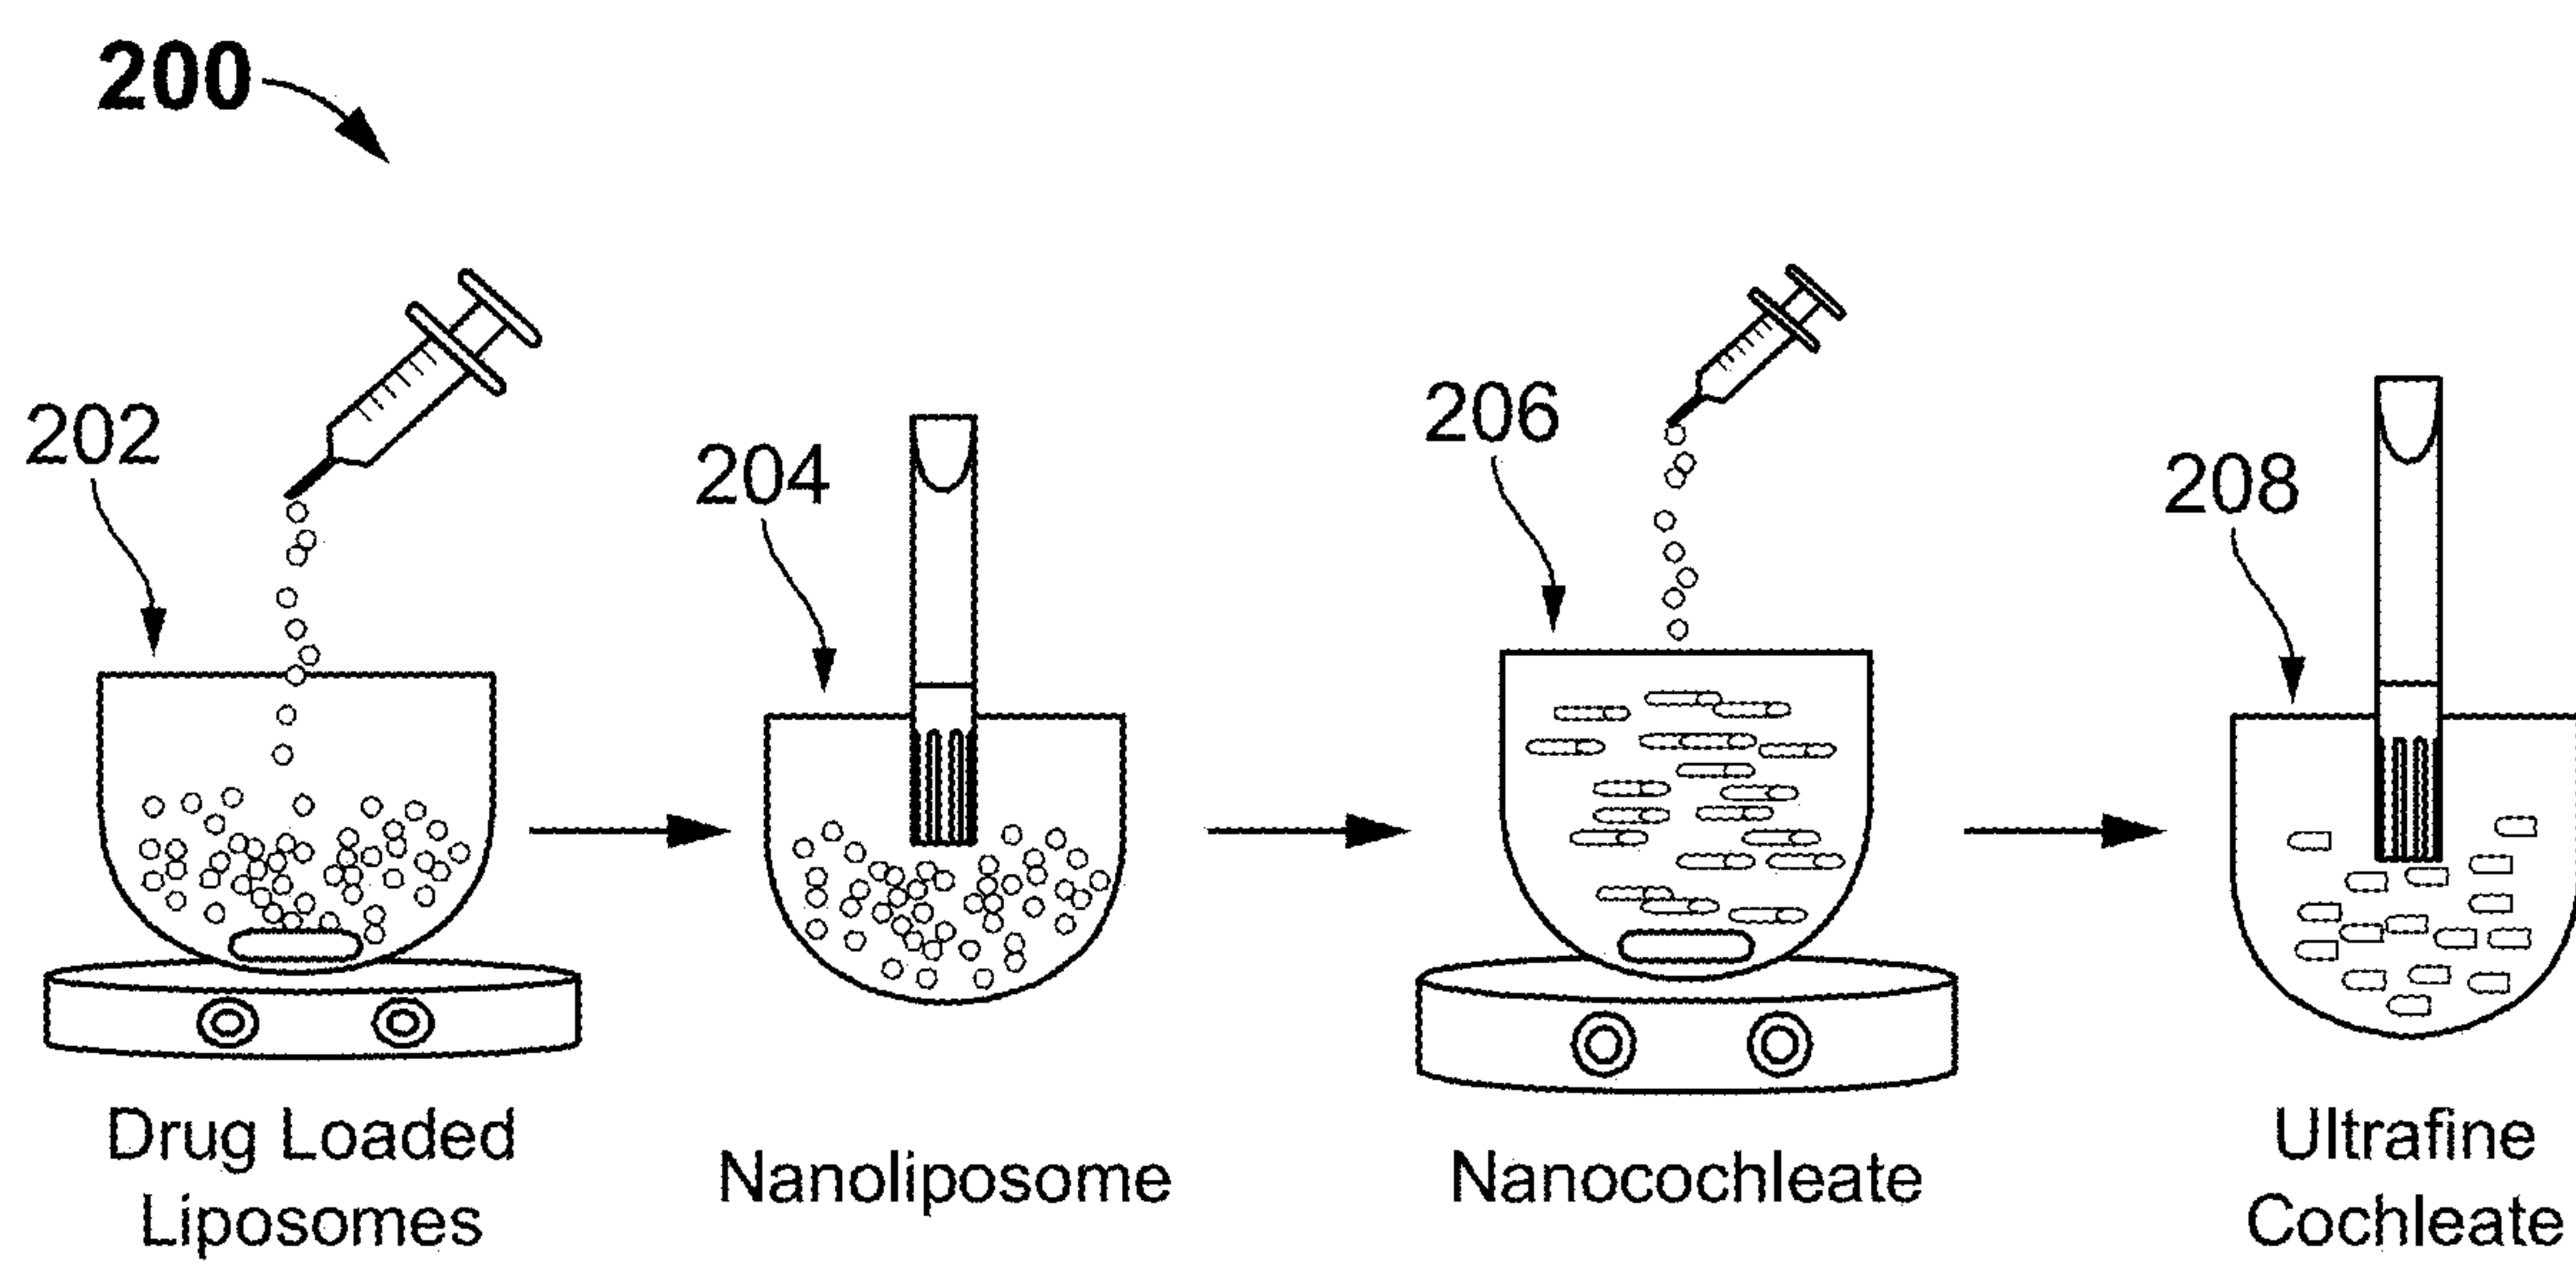 200
202
204
206
208
Drug Loaded
Liposomes
Nanoliposome
Nanocochleate
Ultrafine
Cochleate